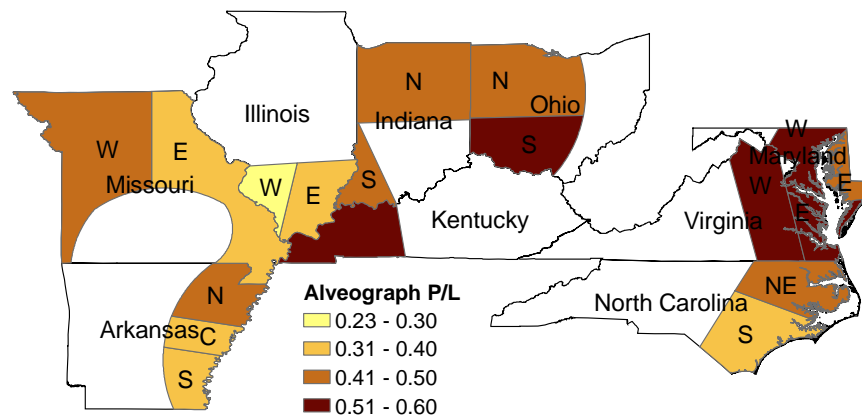 N
N
Illinois
Indiana
Ohio
W
E
S
W
Maryland
Missouri
W
E
S
Kentucky
W
E
E
Virginia
N
Alveograph P/L
NE
North Carolina
0.23 - 0.30
Arkansas
C
0.31 - 0.40
S
S
0.41 - 0.50
0.51 - 0.60